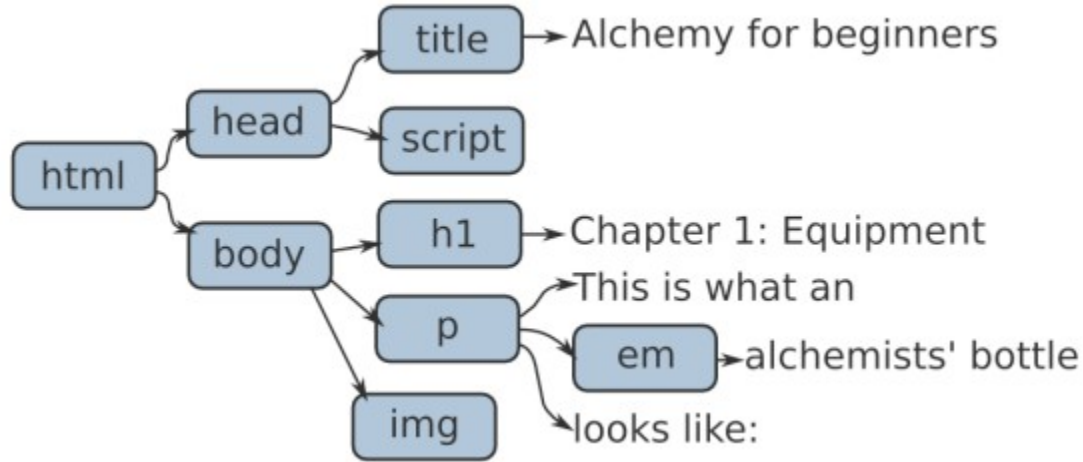 html
head
title
Alchemy for beginners
script
body
h1
Chapter 1: Equipment
p
This is what an
em
alchemists' bottle
looks like:
img